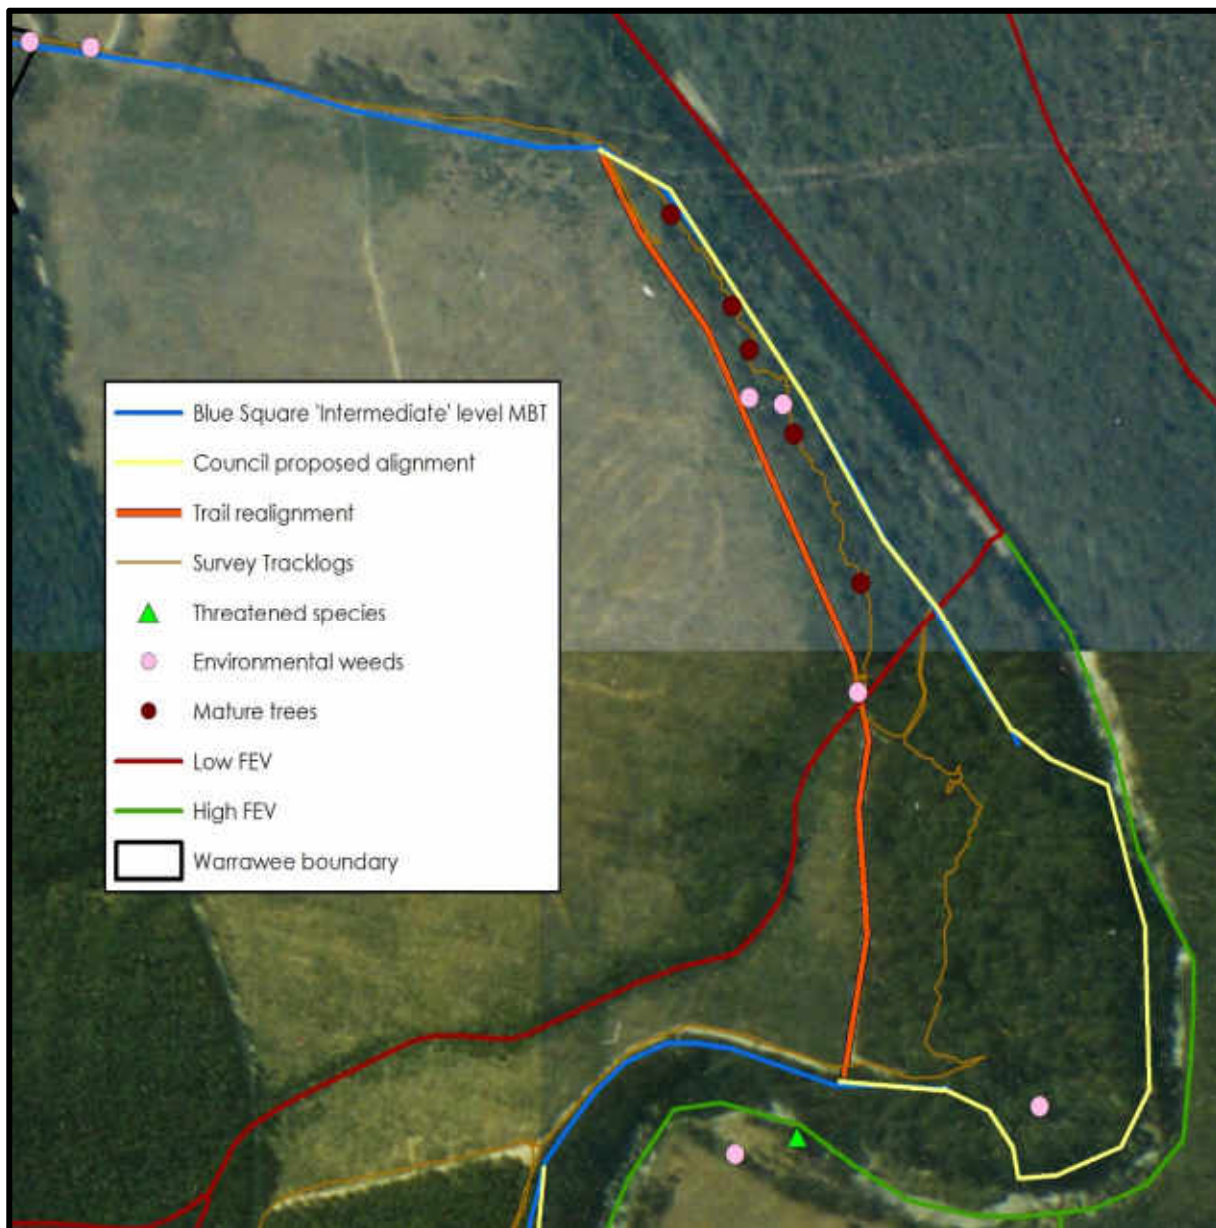 Blue Square 'Intermediate' level MBT
Council proposed alignment
Trail realignment
Survey Tracklogs
Threatened species
Environmental weeds
Mature trees
Low FEV
High FEV
Warrawee boundary